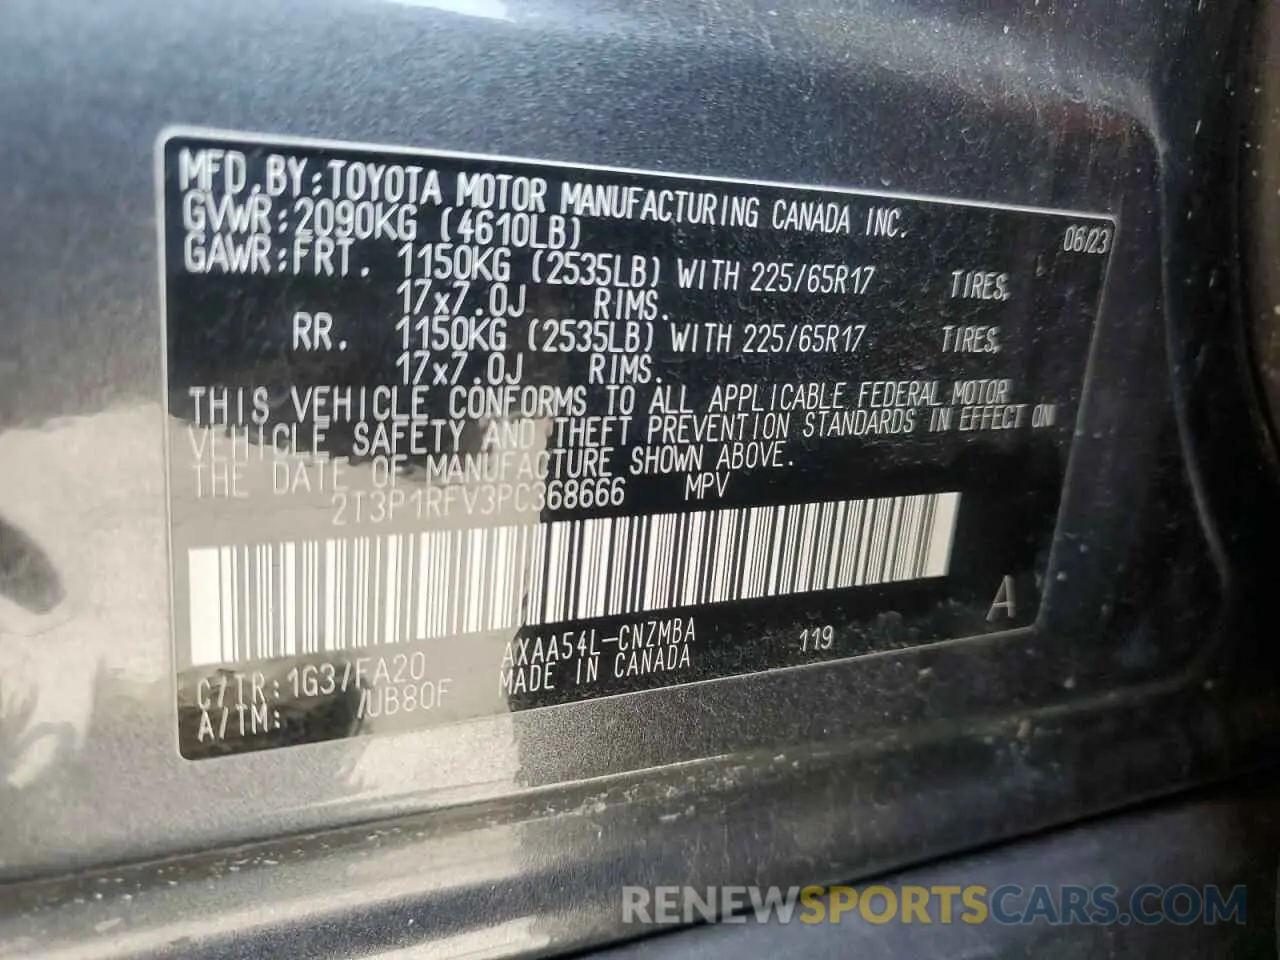 MFD.BY:TOYOTA MOTOR MANUFACTURING CANADA INC.
GVWR:2090KG (4610LB) 06/23
GAWR:FRT. 1150KG (2535LB) WITH 225/65R17 TIRES,
17x7.0J RIMS.
RR. 1150KG (2535LB) WITH 225/65R17 TIRES,
17x7.0J RIMS.
THIS VEHICLE CONFORMS TO ALL APPLICABLE FEDERAL MOTOR
VEHICLE SAFETY AND THEFT PREVENTION STANDARDS IN EFFECT ON
THE DATE OF MANUFACTURE SHOWN ABOVE.
2T3P1RFV3PC368666 MPV
A
AXAA54L-CNZMBA 119
C/TR:1G3/FA20 MADE IN CANADA
A/TM: /UB80F
RENEWSPORTSCARS.COM